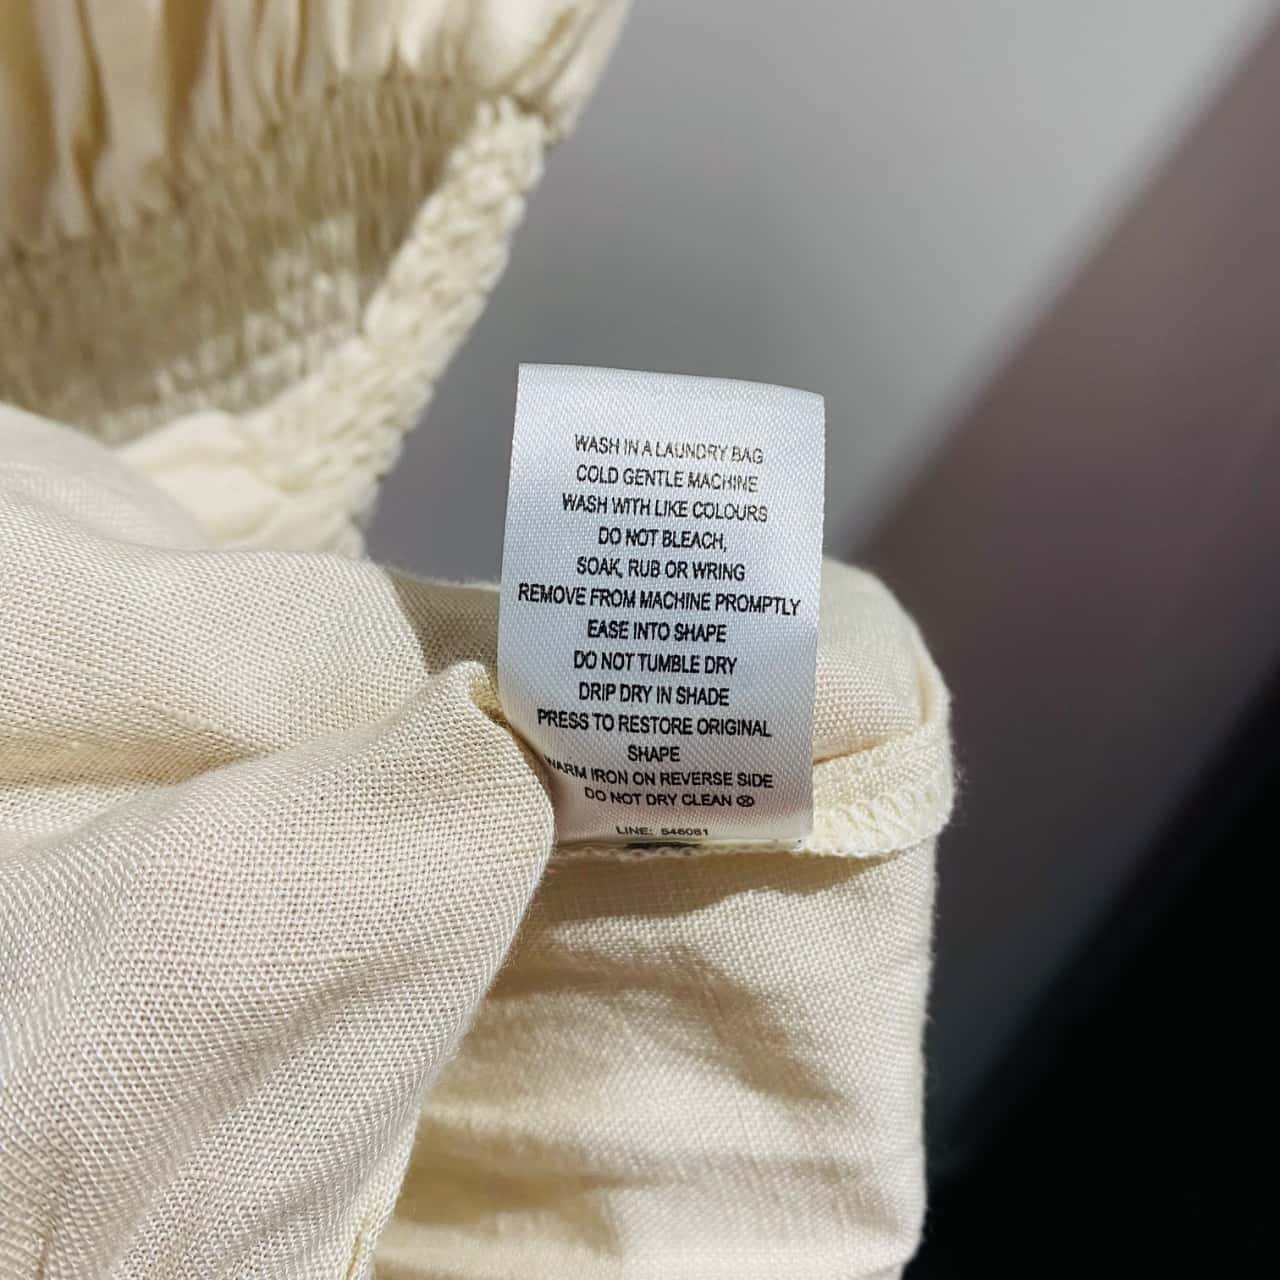 WASH IN A LAUNDRY BAG
COLD GENTLE MACHINE
WASH WITH LIKE COLOURS
DO NOT BLEACH,
SOAK, RUB OR WRING
REMOVE FROM MACHINE PROMPTLY
EASE INTO SHAPE
DO NOT TUMBLE DRY
DRIP DRY IN SHADE
PRESS TO RESTORE ORIGINAL
SHAPE
WARM IRON ON REVERSE SIDE
DO NOT DRY CLEAN
LINE: 546061